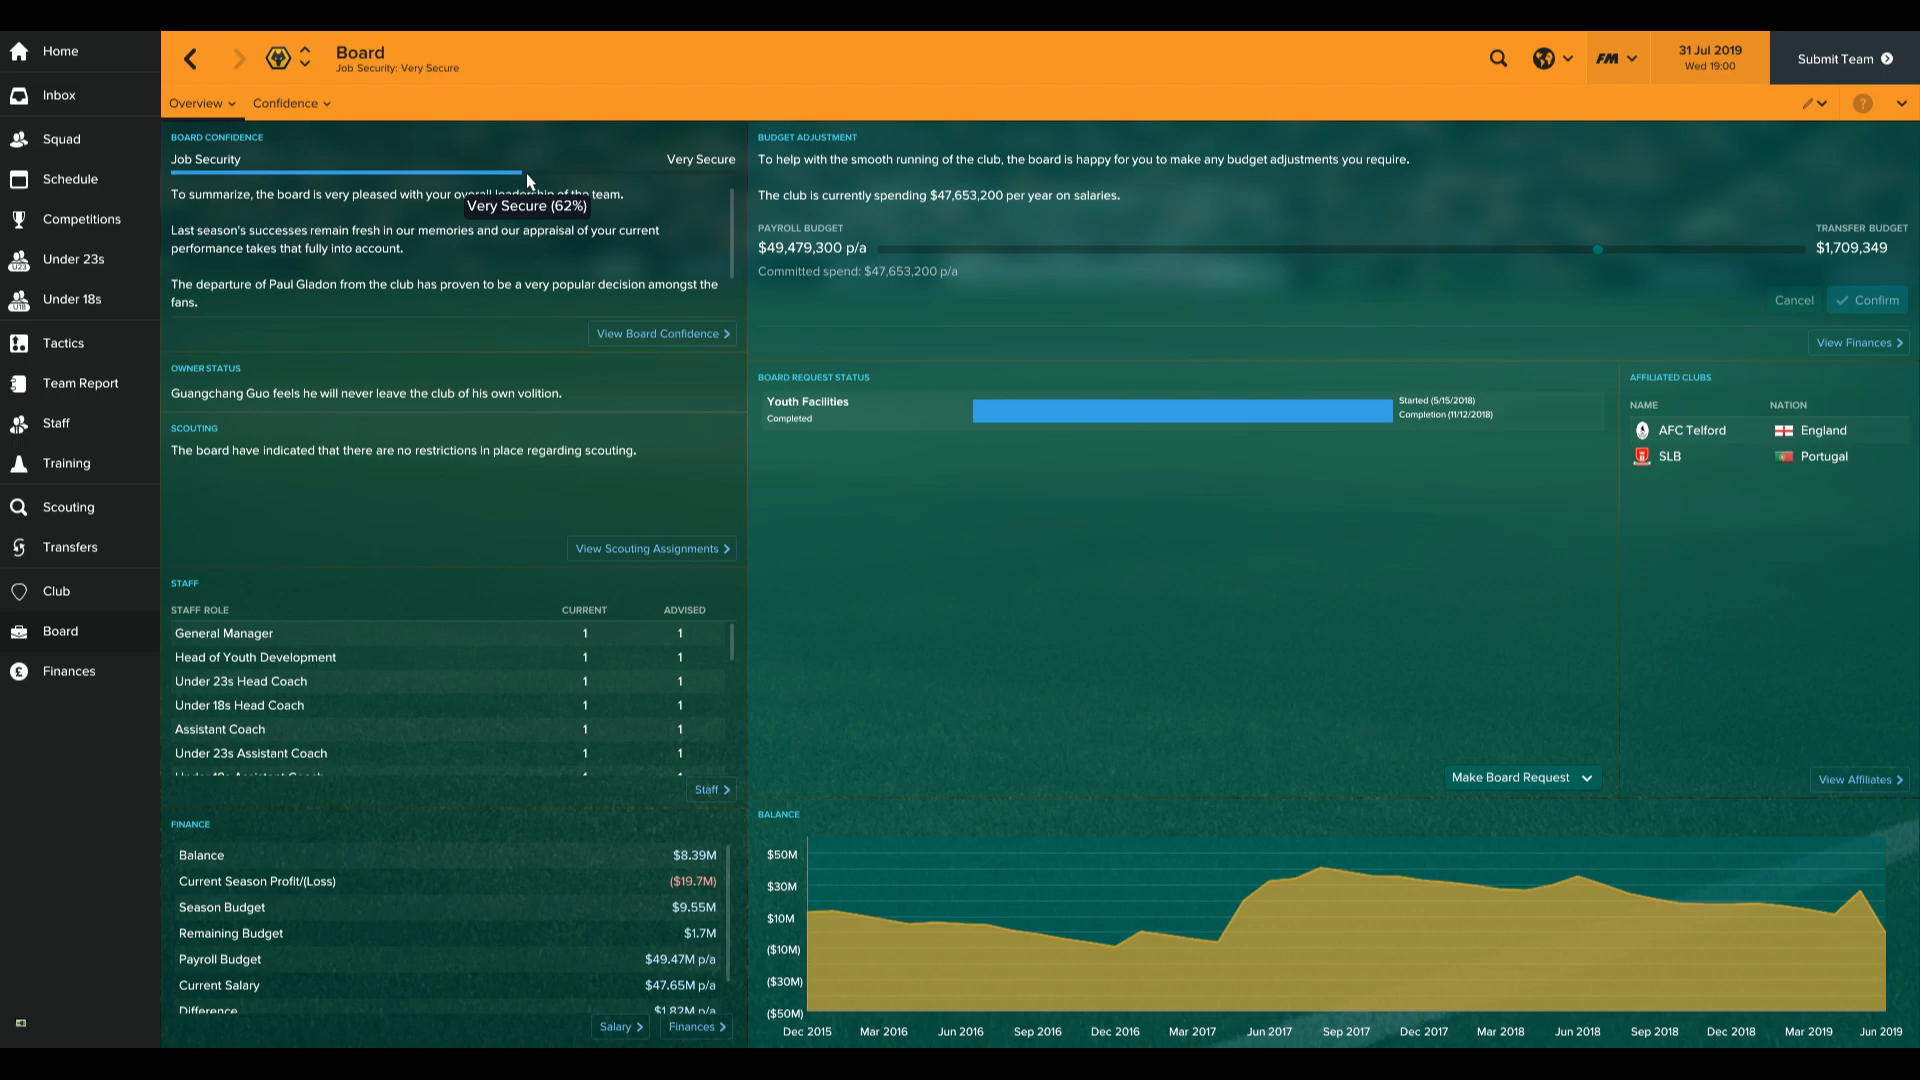 Home
Inbox
Squad
Schedule
Competitions
Under 23s
Under 18s
Tactics
Team Report
Staff
Training
Scouting
Transfers
Club
Board
Finances
Board
Job Security: Very Secure
FM
31 Jul 2019
Wed 19:00
Submit Team
Overview
Confidence
?
BOARD CONFIDENCE
Job Security
Very Secure
To summarize, the board is very pleased with your overall leadership of the team.
Very Secure (62%)
Last season's successes remain fresh in our memories and our appraisal of your current
performance takes that fully into account.
The departure of Paul Gladon from the club has proven to be a very popular decision amongst the
fans.
View Board Confidence
OWNER STATUS
Guangchang Guo feels he will never leave the club of his own volition.
SCOUTING
The board have indicated that there are no restrictions in place regarding scouting.
View Scouting Assignments
STAFF
STAFF ROLE CURRENT ADVISED
General Manager 1 1
Head of Youth Development 1 1
Under 23s Head Coach 1 1
Under 18s Head Coach 1 1
Assistant Coach 1 1
Under 23s Assistant Coach 1 1
Under 18s Assistant Coach 1 1
Staff
FINANCE
Balance $8.39M
Current Season Profit/(Loss) ($19.7M)
Season Budget $9.55M
Remaining Budget $1.7M
Payroll Budget $49.47M p/a
Current Salary $47.65M p/a
Difference $1.82M p/a
Salary
Finances
BUDGET ADJUSTMENT
To help with the smooth running of the club, the board is happy for you to make any budget adjustments you require.
The club is currently spending $47,653,200 per year on salaries.
PAYROLL BUDGET
$49,479,300 p/a
Committed spend: $47,653,200 p/a
TRANSFER BUDGET
$1,709,349
Cancel
Confirm
View Finances
BOARD REQUEST STATUS
Youth Facilities
Completed
Started (5/15/2018)
Completion (11/12/2018)
Make Board Request
AFFILIATED CLUBS
NAME NATION
AFC Telford England
SLB Portugal
View Affiliates
BALANCE
$50M
$30M
$10M
($10M)
($30M)
($50M)
Dec 2015 Mar 2016 Jun 2016 Sep 2016 Dec 2016 Mar 2017 Jun 2017 Sep 2017 Dec 2017 Mar 2018 Jun 2018 Sep 2018 Dec 2018 Mar 2019 Jun 2019